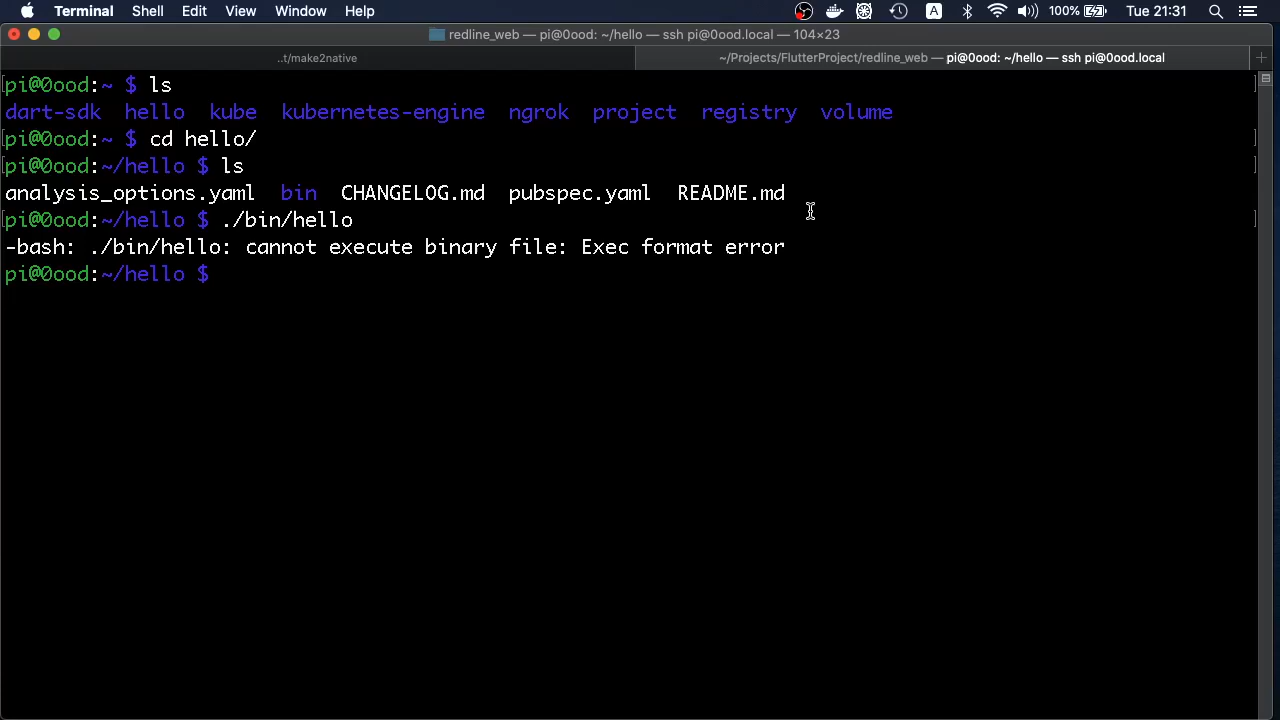 Terminal Shell Edit View Window Help A 100% Tue 21:31
redline_web — pi@0ood: ~/hello — ssh pi@0ood.local — 104×23
..t/make2native ~/Projects/FlutterProject/redline_web — pi@0ood: ~/hello — ssh pi@0ood.local
[pi@0ood:~ $ ls ]
dart-sdk hello kube kubernetes-engine ngrok project registry volume
[pi@0ood:~ $ cd hello/ ]
[pi@0ood:~/hello $ ls ]
analysis_options.yaml bin CHANGELOG.md pubspec.yaml README.md
[pi@0ood:~/hello $ ./bin/hello ]
-bash: ./bin/hello: cannot execute binary file: Exec format error
pi@0ood:~/hello $